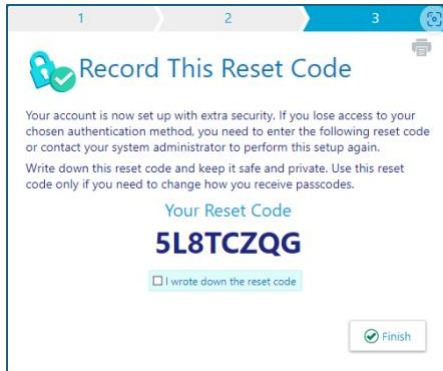 1 2 3
Record This Reset Code
Your account is now set up with extra security. If you lose access to your
chosen authentication method, you need to enter the following reset code
or contact your system administrator to perform this setup again.
Write down this reset code and keep it safe and private. Use this reset
code only if you need to change how you receive passcodes.
Your Reset Code
5L8TCZQG
I wrote down the reset code
Finish